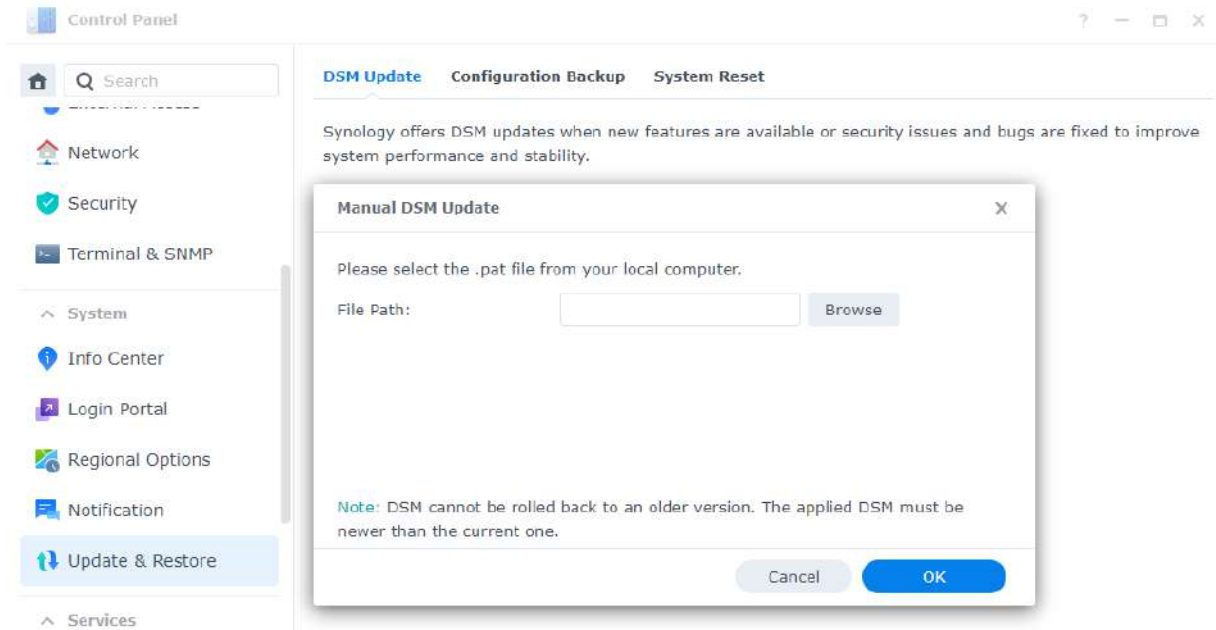 Control Panel
Search
DSM Update Configuration Backup System Reset
Synology offers DSM updates when new features are available or security issues and bugs are fixed to improve
system performance and stability.
Network
Security
Terminal & SNMP
System
Info Center
Login Portal
Regional Options
Notification
Update & Restore
Services
Manual DSM Update
Please select the .pat file from your local computer.
File Path:
Browse
Note: DSM cannot be rolled back to an older version. The applied DSM must be
newer than the current one.
Cancel
OK